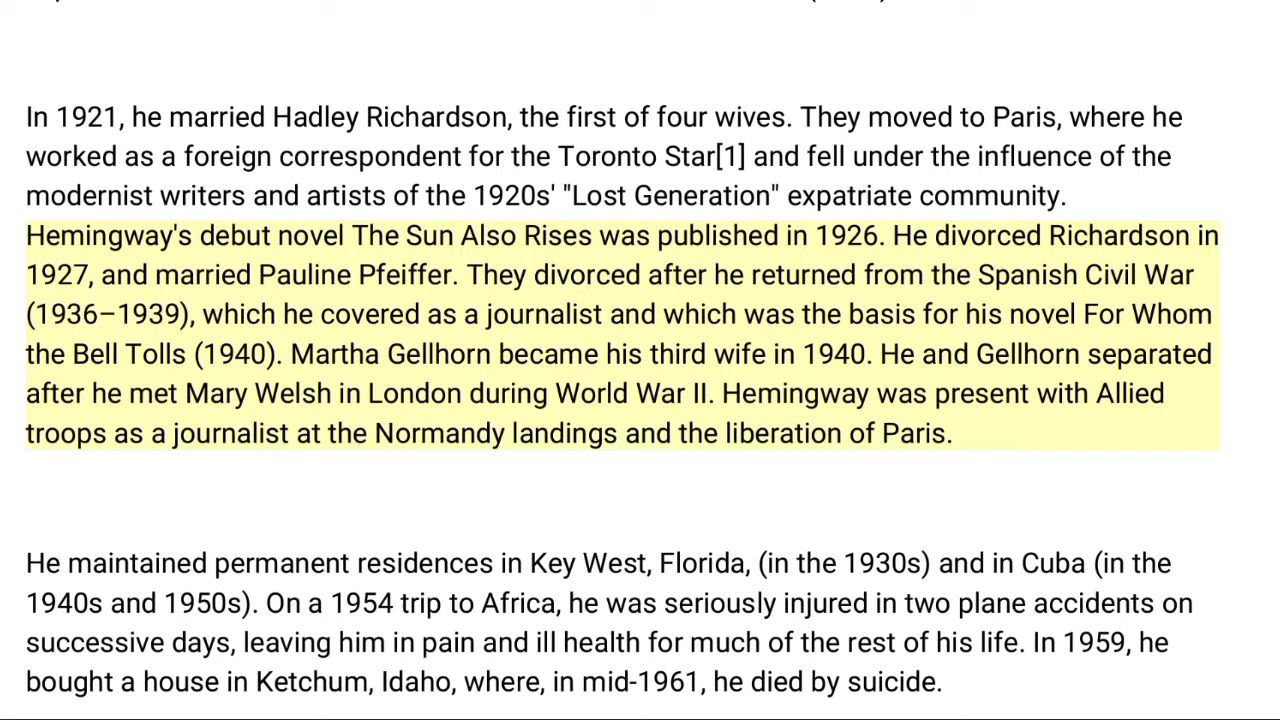 In 1921, he married Hadley Richardson, the first of four wives. They moved to Paris, where he
worked as a foreign correspondent for the Toronto Star[1] and fell under the influence of the
modernist writers and artists of the 1920s' "Lost Generation" expatriate community.
Hemingway's debut novel The Sun Also Rises was published in 1926. He divorced Richardson in
1927, and married Pauline Pfeiffer. They divorced after he returned from the Spanish Civil War
(1936–1939), which he covered as a journalist and which was the basis for his novel For Whom
the Bell Tolls (1940). Martha Gellhorn became his third wife in 1940. He and Gellhorn separated
after he met Mary Welsh in London during World War II. Hemingway was present with Allied
troops as a journalist at the Normandy landings and the liberation of Paris.
He maintained permanent residences in Key West, Florida, (in the 1930s) and in Cuba (in the
1940s and 1950s). On a 1954 trip to Africa, he was seriously injured in two plane accidents on
successive days, leaving him in pain and ill health for much of the rest of his life. In 1959, he
bought a house in Ketchum, Idaho, where, in mid-1961, he died by suicide.